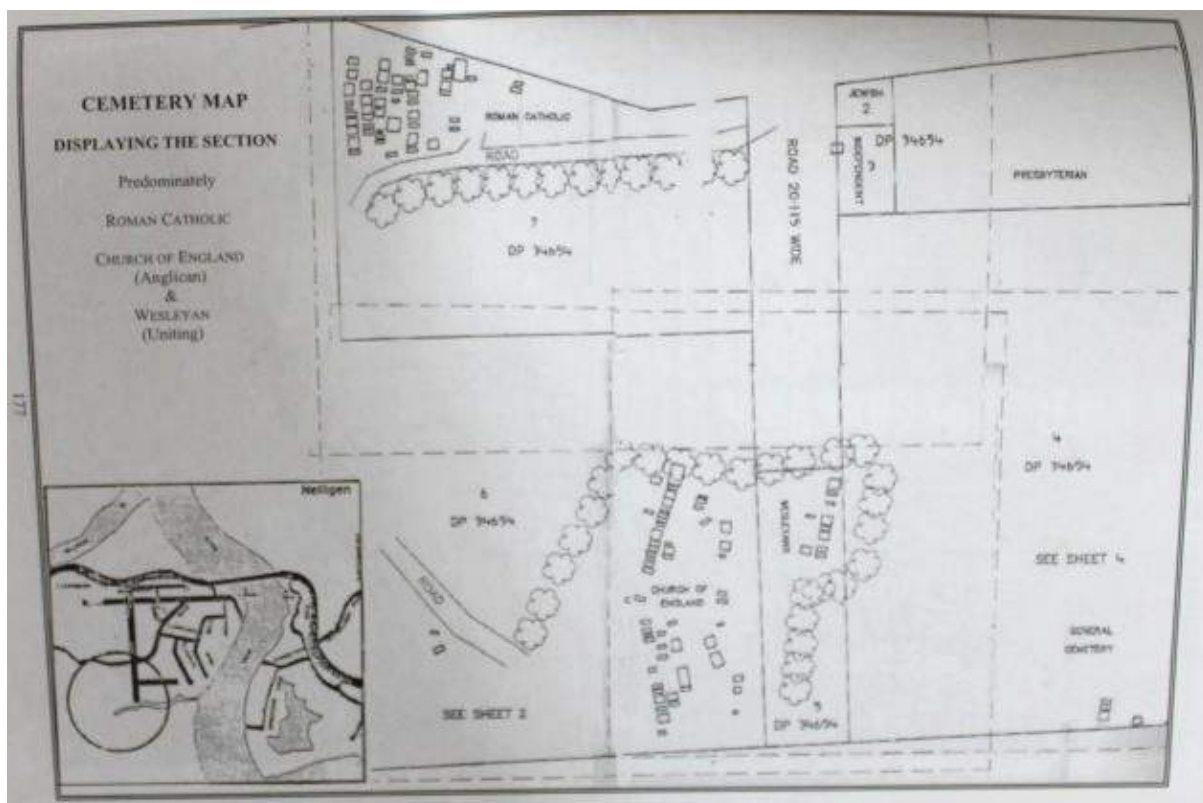 CEMETERY MAP
DISPLAYING THE SECTION
Predominately
ROMAN CATHOLIC
CHURCH OF ENGLAND
(Anglican)
&
WESLEYAN
(Uniting)
177
Nelligen
ROMAN CATHOLIC
ROAD
7
DP 34654
ROAD 20-115 WIDE
JEWISH
2
INDEPENDENT
3
DP 34654
PRESBYTERIAN
6
DP 34654
ROAD
SEE SHEET 2
CHURCH OF
ENGLAND
WESLEYANS
DP 34654
4
DP 34654
SEE SHEET 4
GENERAL
CEMETERY